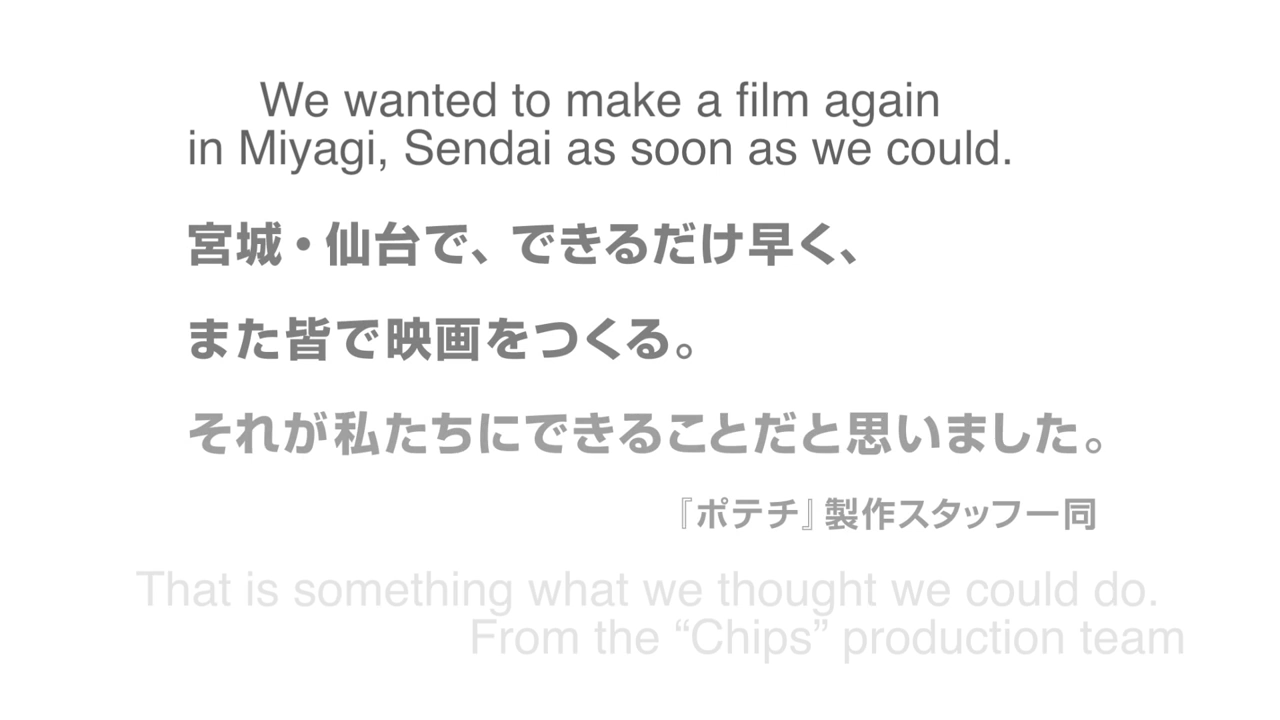 We wanted to make a film again
in Miyagi, Sendai as soon as we could.
宮城・仙台で、できるだけ早く、
また皆で映画をつくる。
それが私たちにできることだと思いました。
『ポテチ』製作スタッフ一同
That is something what we thought we could do.
From the “Chips” production team